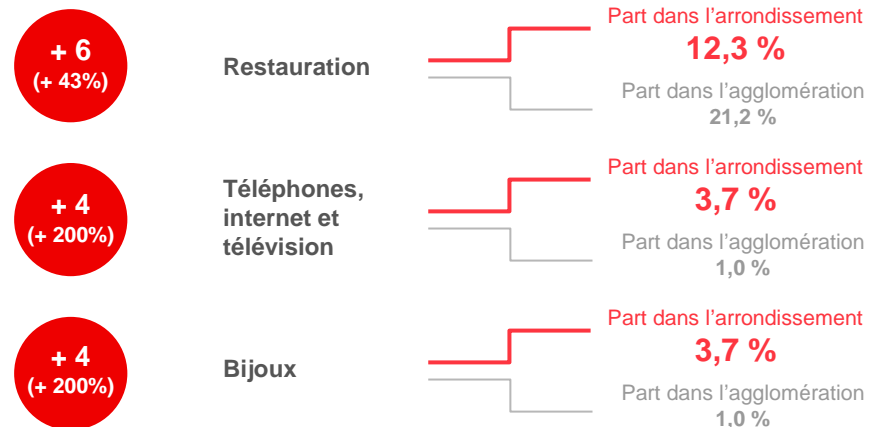 + 6
(+ 43%)
Restauration
Part dans l'arrondissement
12,3 %
Part dans l'agglomération
21,2 %
+ 4
(+ 200%)
Téléphones,
internet et
télévision
Part dans l'arrondissement
3,7 %
Part dans l'agglomération
1,0 %
+ 4
(+ 200%)
Bijoux
Part dans l'arrondissement
3,7 %
Part dans l'agglomération
1,0 %